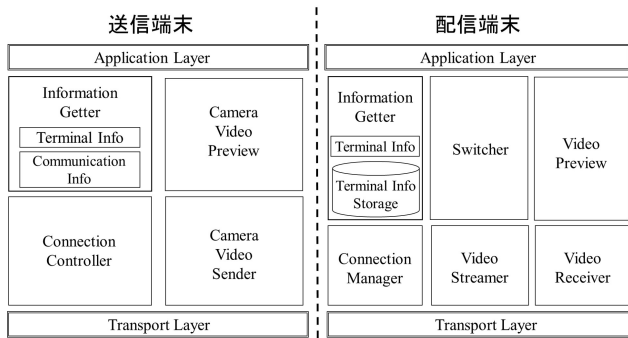 送信端末
Application Layer
Information
Getter
Terminal Info
Communication
Info
Camera
Video
Preview
Connection
Controller
Camera
Video
Sender
Transport Layer
配信端末
Application Layer
Information
Getter
Terminal Info
Terminal Info
Storage
Switcher
Video
Preview
Connection
Manager
Video
Streamer
Video
Receiver
Transport Layer